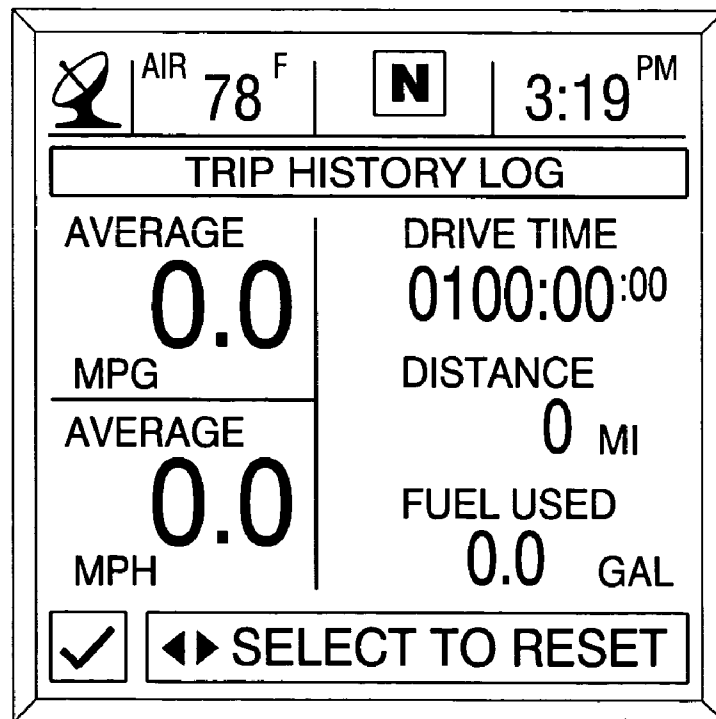 AIR 78 F N 3:19 PM
TRIP HISTORY LOG
AVERAGE
0.0
MPG
AVERAGE
0.0
MPH
DRIVE TIME
0100:00:00
DISTANCE
0 MI
FUEL USED
0.0 GAL
SELECT TO RESET